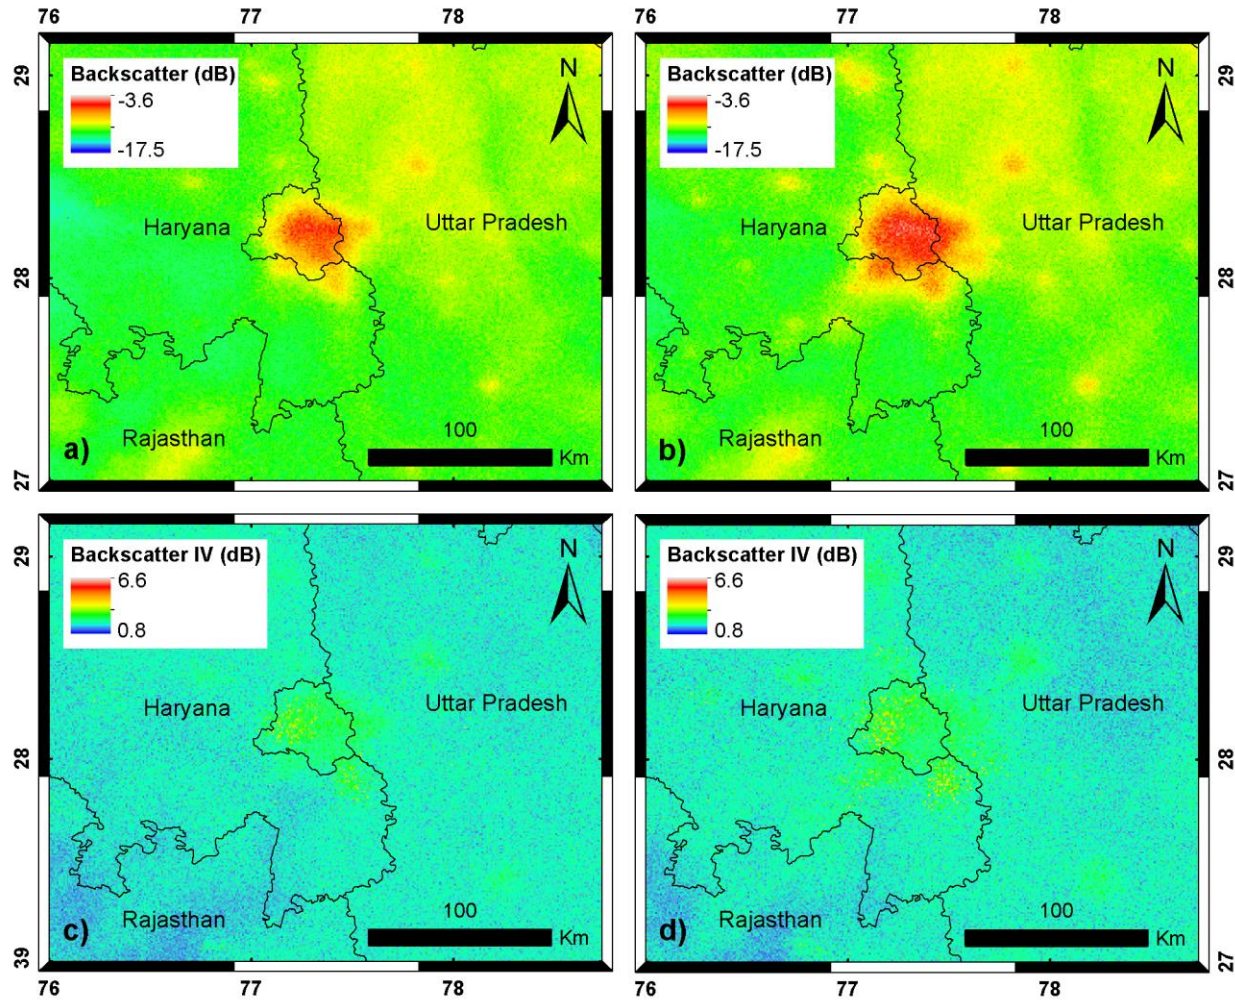 76 77 78 76 77 78
29 Backscatter (dB) N Backscatter (dB) N 29
-3.6 -3.6
-17.5 -17.5
Haryana Uttar Pradesh Haryana Uttar Pradesh
28 28
Rajasthan 100 Rajasthan 100
a) Km b) Km
27 27
29 Backscatter IV (dB) N Backscatter IV (dB) N 29
6.6 6.6
0.8 0.8
Haryana Uttar Pradesh Haryana Uttar Pradesh
28 28
Rajasthan 100 Rajasthan 100
c) Km d) Km
39 27
76 77 78 76 77 78